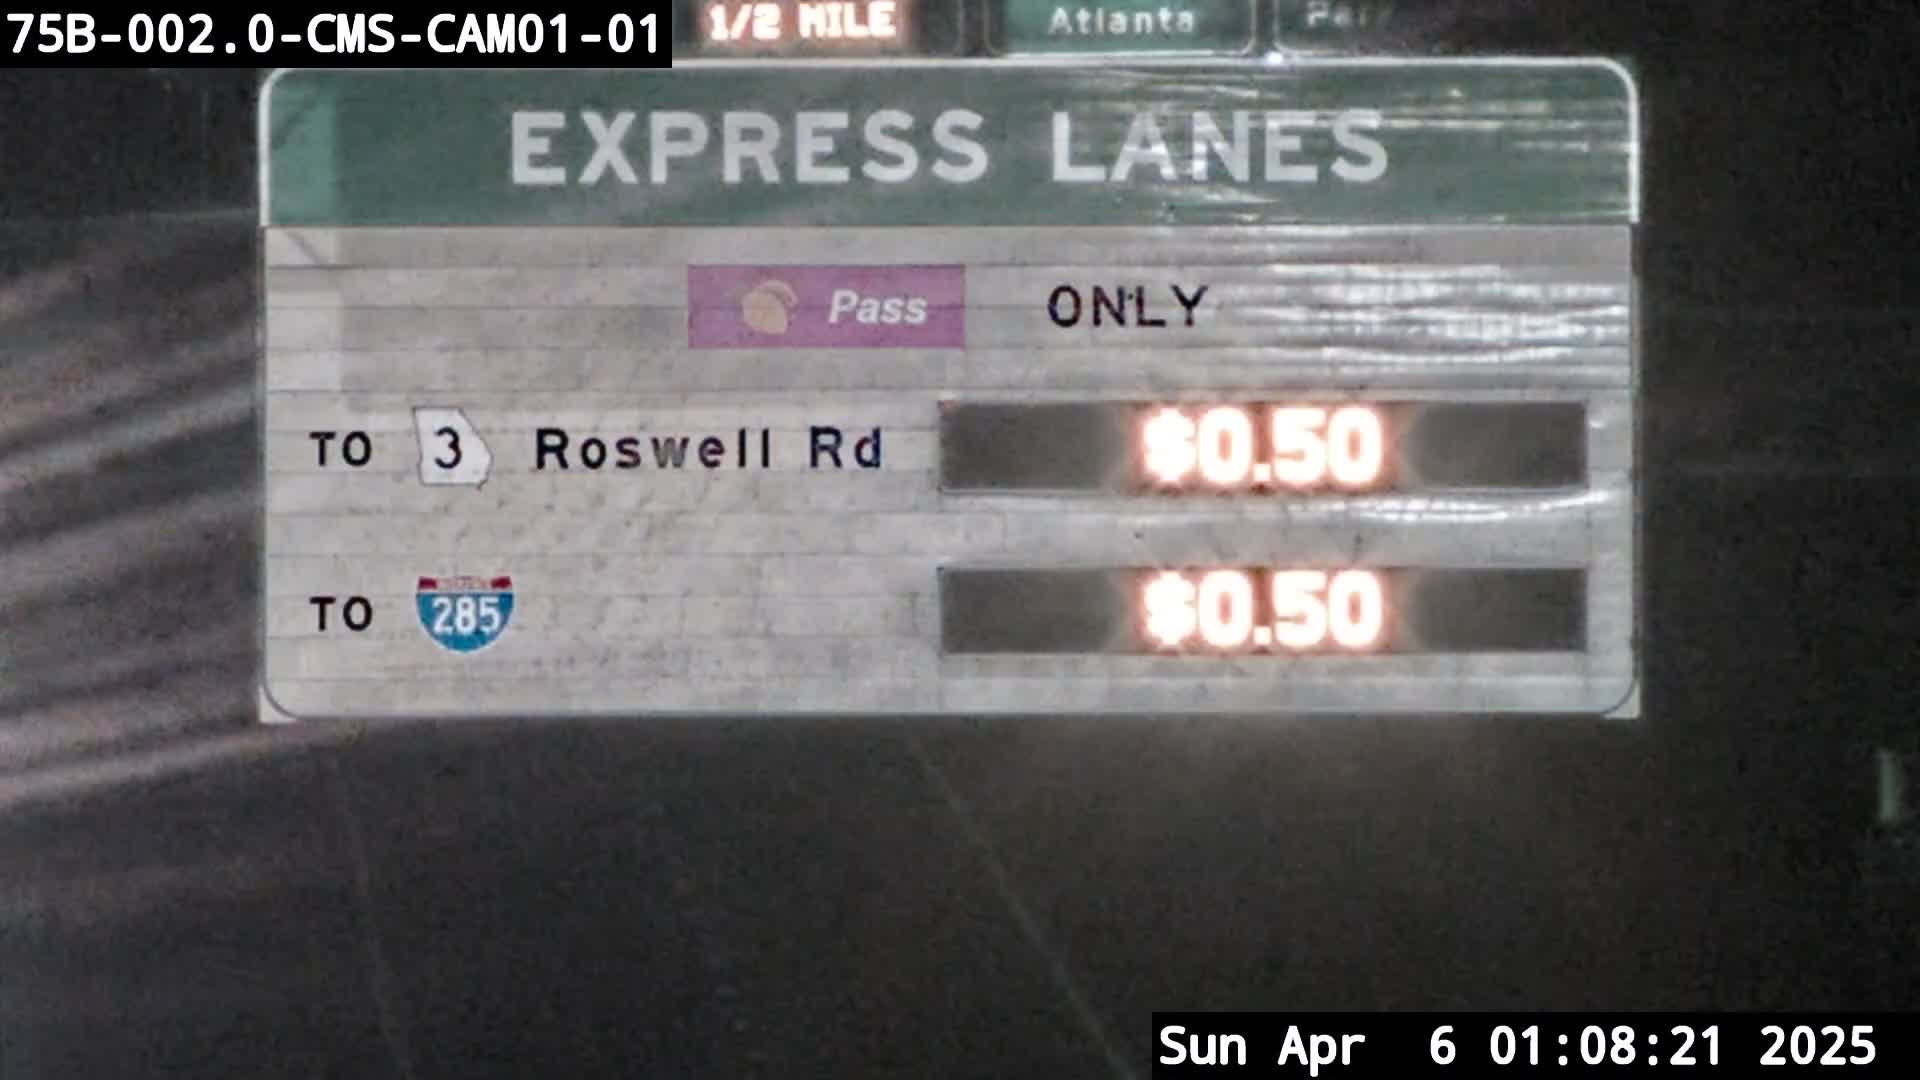 75B-002.0-CMS-CAM01-01
1/2 MILE
Atlanta
EXPRESS LANES
Pass ONLY
TO 3 Roswell Rd $0.50
TO 285 $0.50
Sun Apr 6 01:08:21 2025